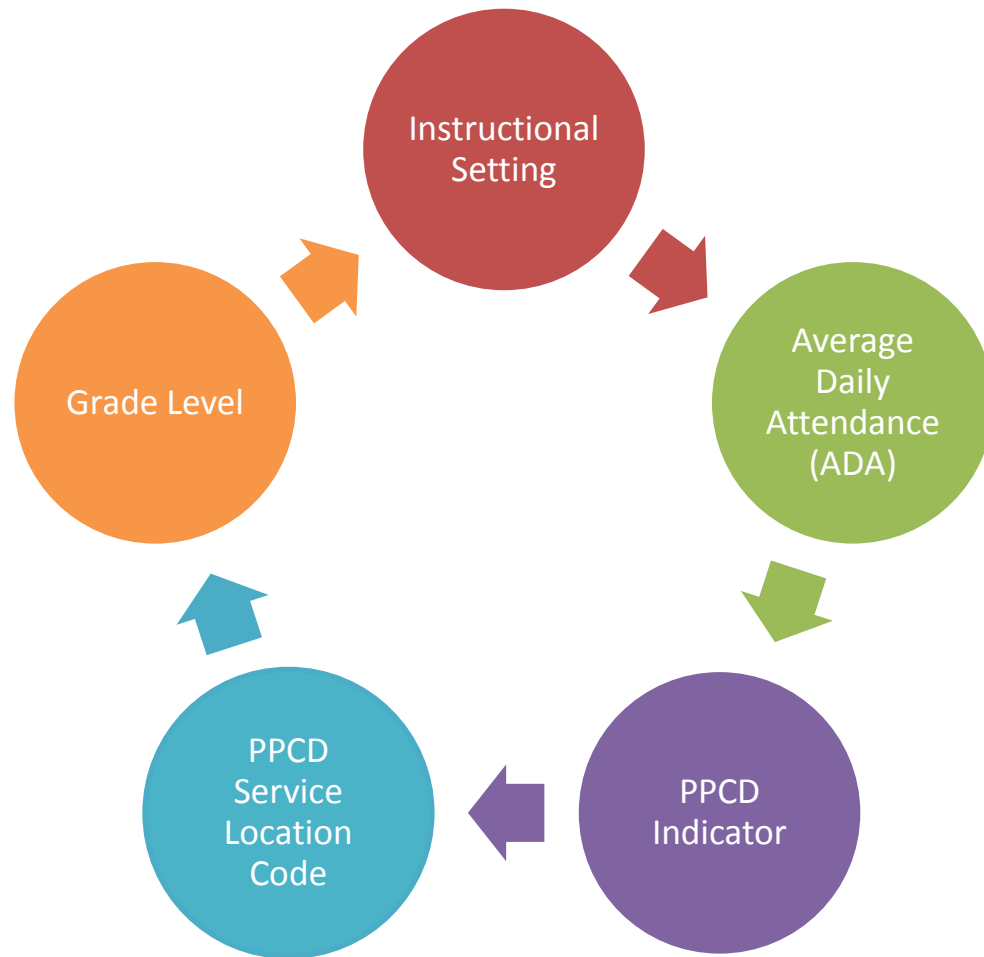 Instructional
Setting
Average
Daily
Attendance
(ADA)
PPCD
Indicator
PPCD
Service
Location
Code
Grade Level